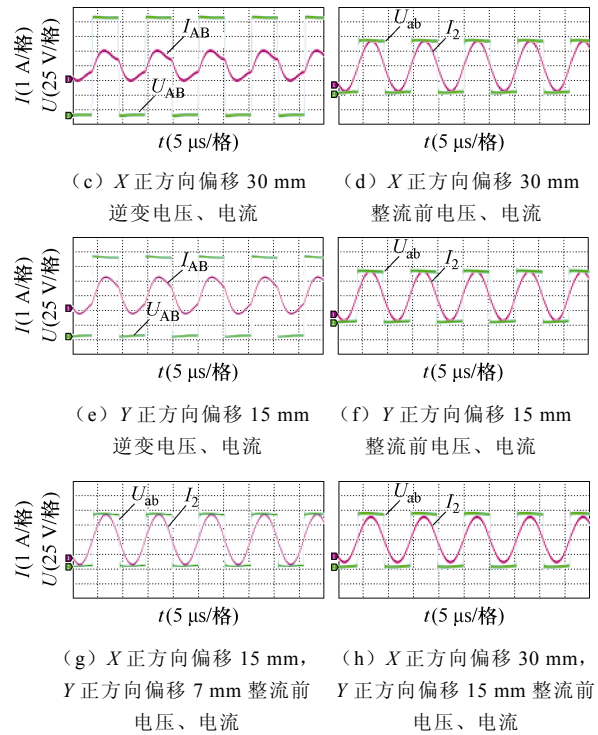 I(1 A/格)
U(25 V/格)
I_AB
U_AB
t(5 μs/格)
U_ab
I_2
t(5 μs/格)
(c) X 正方向偏移 30 mm
逆变电压、电流
(d) X 正方向偏移 30 mm
整流前电压、电流
I(1 A/格)
U(25 V/格)
I_AB
U_AB
t(5 μs/格)
U_ab
I_2
t(5 μs/格)
(e) Y 正方向偏移 15 mm
逆变电压、电流
(f) Y 正方向偏移 15 mm
整流前电压、电流
I(1 A/格)
U(25 V/格)
U_ab
I_2
t(5 μs/格)
U_ab
I_2
t(5 μs/格)
(g) X 正方向偏移 15 mm,
Y 正方向偏移 7 mm 整流前
电压、电流
(h) X 正方向偏移 30 mm,
Y 正方向偏移 15 mm 整流前
电压、电流